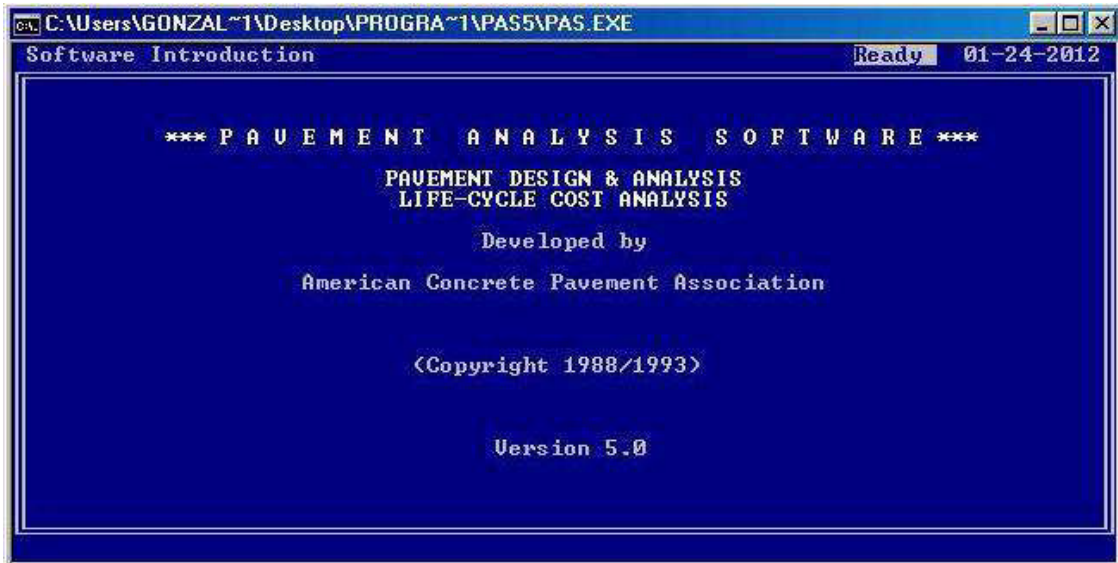 C:\Users\GONZAL~1\Desktop\PROGRA~1\PAS5\PAS.EXE
Software Introduction Ready 01-24-2012
*** P A V E M E N T A N A L Y S I S S O F T W A R E ***
PAVEMENT DESIGN & ANALYSIS
LIFE-CYCLE COST ANALYSIS
Developed by
American Concrete Pavement Association
(Copyright 1988/1993)
Version 5.0